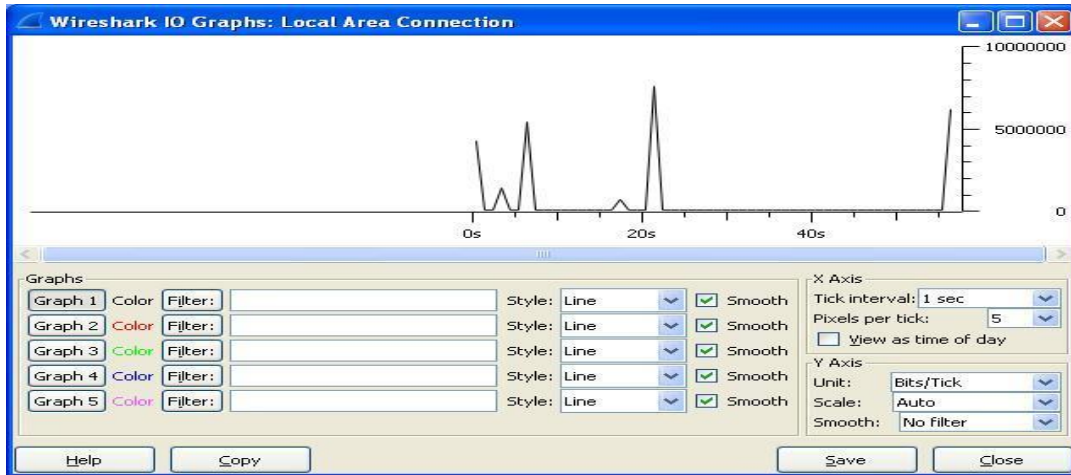 Wireshark IO Graphs: Local Area Connection
10000000
5000000
0
0s 20s 40s
Graphs
Graph 1 Color Filter: Style: Line Smooth
Graph 2 Color Filter: Style: Line Smooth
Graph 3 Color Filter: Style: Line Smooth
Graph 4 Color Filter: Style: Line Smooth
Graph 5 Color Filter: Style: Line Smooth
X Axis
Tick interval: 1 sec
Pixels per tick: 5
View as time of day
Y Axis
Unit: Bits/Tick
Scale: Auto
Smooth: No filter
Help Copy Save Close